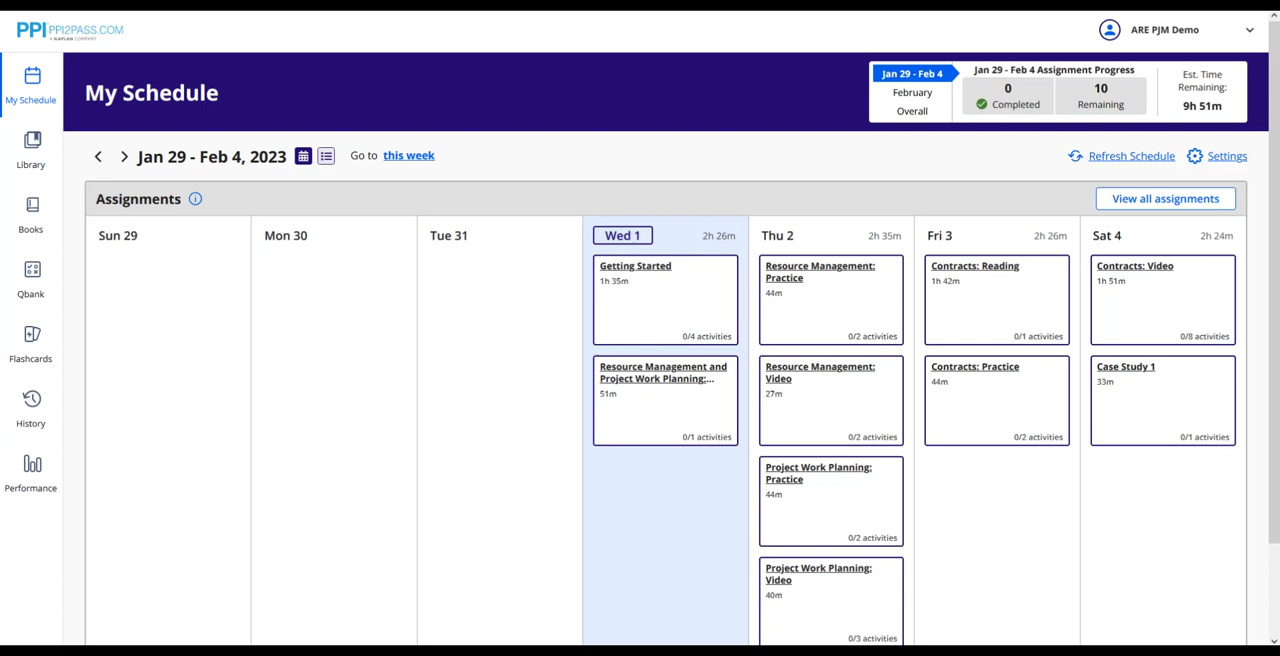 PPI PPI2PASS.COM
A KAPLAN COMPANY
ARE PJM Demo
My Schedule
Library
Books
Qbank
Flashcards
History
Performance
My Schedule
Jan 29 - Feb 4
February
Overall
Jan 29 - Feb 4 Assignment Progress
0
Completed
10
Remaining
Est. Time
Remaining:
9h 51m
Jan 29 - Feb 4, 2023
Go to this week
Refresh Schedule
Settings
Assignments
View all assignments
Sun 29
Mon 30
Tue 31
Wed 1
2h 26m
Getting Started
1h 35m
0/4 activities
Resource Management and
Project Work Planning:...
51m
0/1 activities
Thu 2
2h 35m
Resource Management:
Practice
44m
0/2 activities
Resource Management:
Video
27m
0/2 activities
Project Work Planning:
Practice
44m
0/2 activities
Project Work Planning:
Video
40m
0/3 activities
Fri 3
2h 26m
Contracts: Reading
1h 42m
0/1 activities
Contracts: Practice
44m
0/2 activities
Sat 4
2h 24m
Contracts: Video
1h 51m
0/8 activities
Case Study 1
33m
0/1 activities